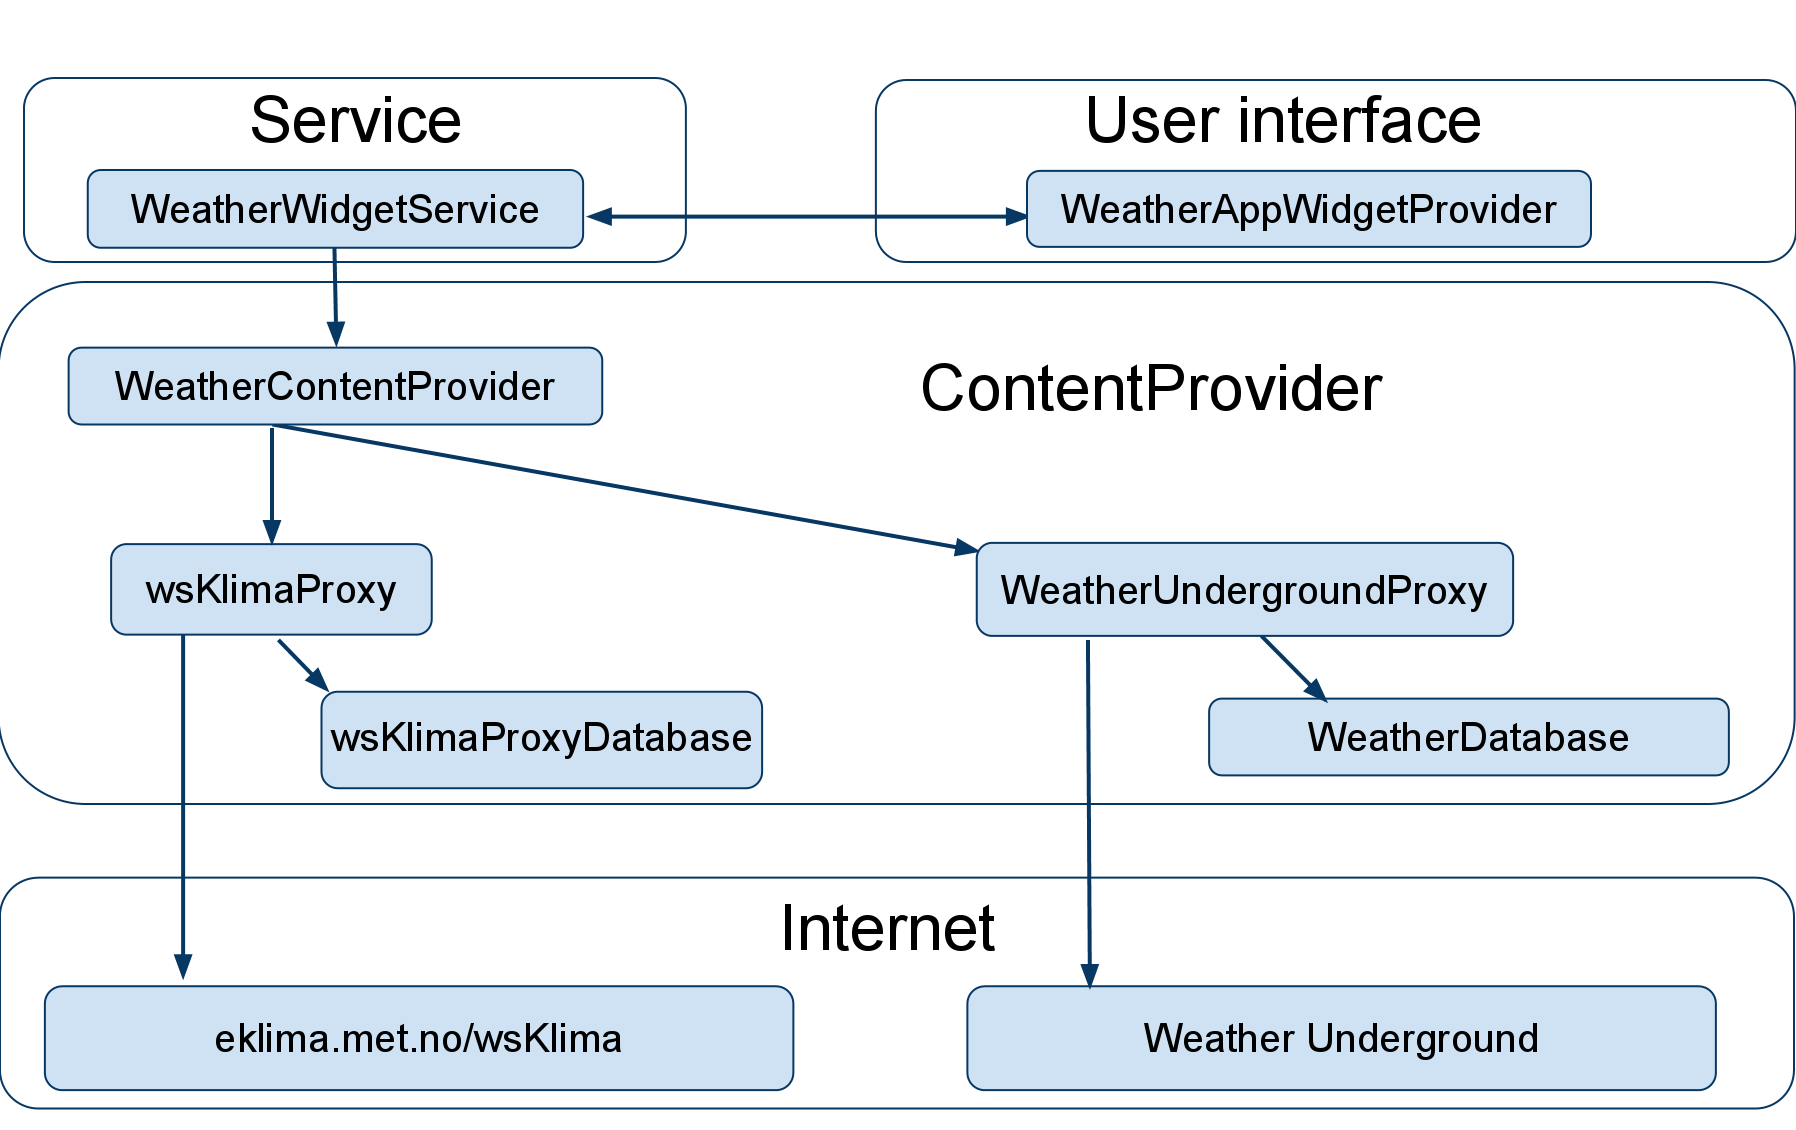 Service
User interface
WeatherWidgetService
WeatherAppWidgetProvider
WeatherContentProvider
ContentProvider
wsKlimaProxy
WeatherUndergroundProxy
wsKlimaProxyDatabase
WeatherDatabase
Internet
eklima.met.no/wsKlima
Weather Underground